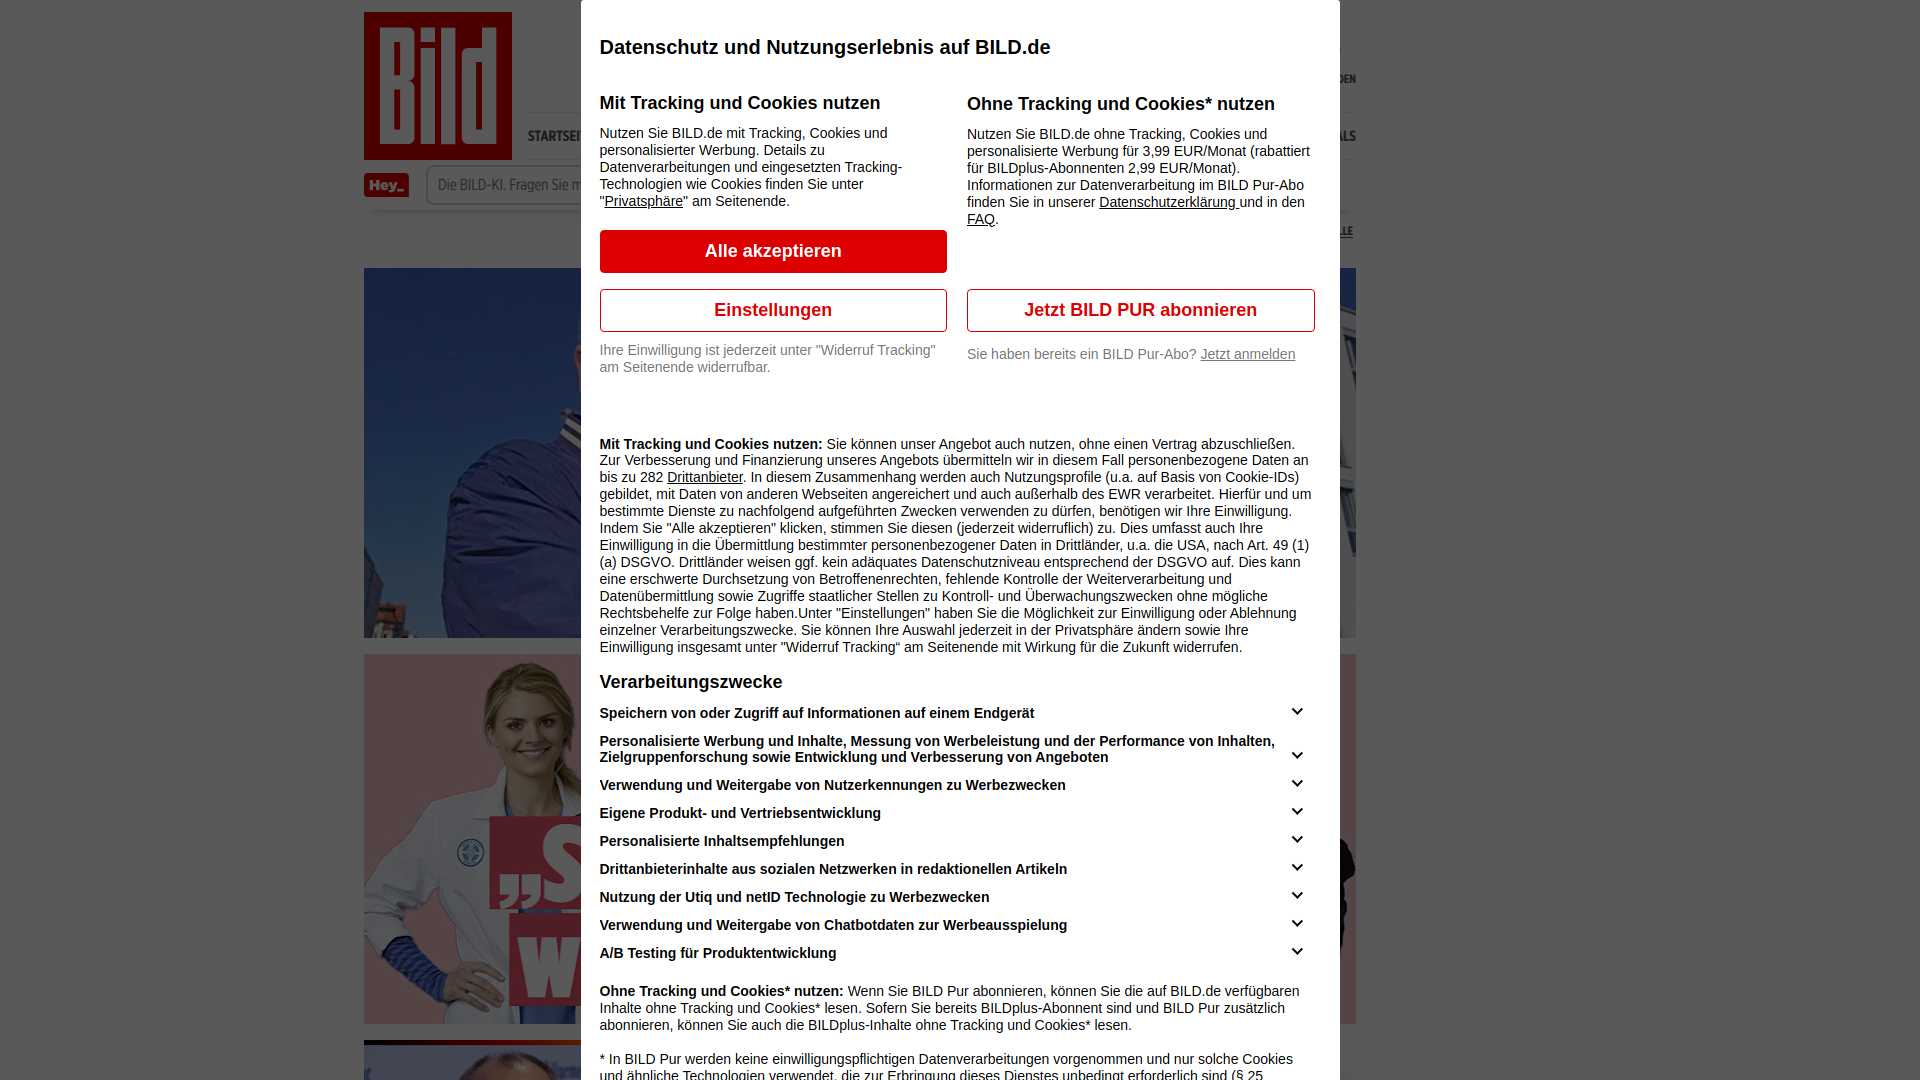 Bild
DEN
STARTSEI
ALS
Hey_
Die BILD-KI. Fragen Sie m
LLE
Datenschutz und Nutzungserlebnis auf BILD.de
Mit Tracking und Cookies nutzen
Nutzen Sie BILD.de mit Tracking, Cookies und
personalisierter Werbung. Details zu
Datenverarbeitungen und eingesetzten Tracking-
Technologien wie Cookies finden Sie unter
"Privatsphäre" am Seitenende.
Alle akzeptieren
Einstellungen
Ihre Einwilligung ist jederzeit unter "Widerruf Tracking"
am Seitenende widerrufbar.
Ohne Tracking und Cookies* nutzen
Nutzen Sie BILD.de ohne Tracking, Cookies und
personalisierte Werbung für 3,99 EUR/Monat (rabattiert
für BILDplus-Abonnenten 2,99 EUR/Monat).
Informationen zur Datenverarbeitung im BILD Pur-Abo
finden Sie in unserer Datenschutzerklärung und in den
FAQ.
Jetzt BILD PUR abonnieren
Sie haben bereits ein BILD Pur-Abo? Jetzt anmelden
Mit Tracking und Cookies nutzen: Sie können unser Angebot auch nutzen, ohne einen Vertrag abzuschließen.
Zur Verbesserung und Finanzierung unseres Angebots übermitteln wir in diesem Fall personenbezogene Daten an
bis zu 282 Drittanbieter. In diesem Zusammenhang werden auch Nutzungsprofile (u.a. auf Basis von Cookie-IDs)
gebildet, mit Daten von anderen Webseiten angereichert und auch außerhalb des EWR verarbeitet. Hierfür und um
bestimmte Dienste zu nachfolgend aufgeführten Zwecken verwenden zu dürfen, benötigen wir Ihre Einwilligung.
Indem Sie "Alle akzeptieren" klicken, stimmen Sie diesen (jederzeit widerruflich) zu. Dies umfasst auch Ihre
Einwilligung in die Übermittlung bestimmter personenbezogener Daten in Drittländer, u.a. die USA, nach Art. 49 (1)
(a) DSGVO. Drittländer weisen ggf. kein adäquates Datenschutzniveau entsprechend der DSGVO auf. Dies kann
eine erschwerte Durchsetzung von Betroffenenrechten, fehlende Kontrolle der Weiterverarbeitung und
Datenübermittlung sowie Zugriffe staatlicher Stellen zu Kontroll- und Überwachungszwecken ohne mögliche
Rechtsbehelfe zur Folge haben.Unter "Einstellungen" haben Sie die Möglichkeit zur Einwilligung oder Ablehnung
einzelner Verarbeitungszwecke. Sie können Ihre Auswahl jederzeit in der Privatsphäre ändern sowie Ihre
Einwilligung insgesamt unter "Widerruf Tracking“ am Seitenende mit Wirkung für die Zukunft widerrufen.
Verarbeitungszwecke
Speichern von oder Zugriff auf Informationen auf einem Endgerät
Personalisierte Werbung und Inhalte, Messung von Werbeleistung und der Performance von Inhalten,
Zielgruppenforschung sowie Entwicklung und Verbesserung von Angeboten
Verwendung und Weitergabe von Nutzerkennungen zu Werbezwecken
Eigene Produkt- und Vertriebsentwicklung
Personalisierte Inhaltsempfehlungen
Drittanbieterinhalte aus sozialen Netzwerken in redaktionellen Artikeln
Nutzung der Utiq und netID Technologie zu Werbezwecken
Verwendung und Weitergabe von Chatbotdaten zur Werbeausspielung
A/B Testing für Produktentwicklung
Ohne Tracking und Cookies* nutzen: Wenn Sie BILD Pur abonnieren, können Sie die auf BILD.de verfügbaren
Inhalte ohne Tracking und Cookies* lesen. Sofern Sie bereits BILDplus-Abonnent sind und BILD Pur zusätzlich
abonnieren, können Sie auch die BILDplus-Inhalte ohne Tracking und Cookies* lesen.
* In BILD Pur werden keine einwilligungspflichtigen Datenverarbeitungen vorgenommen und nur solche Cookies
und ähnliche Technologien verwendet, die zur Erbringung dieses Dienstes unbedingt erforderlich sind (§ 25
„S
W